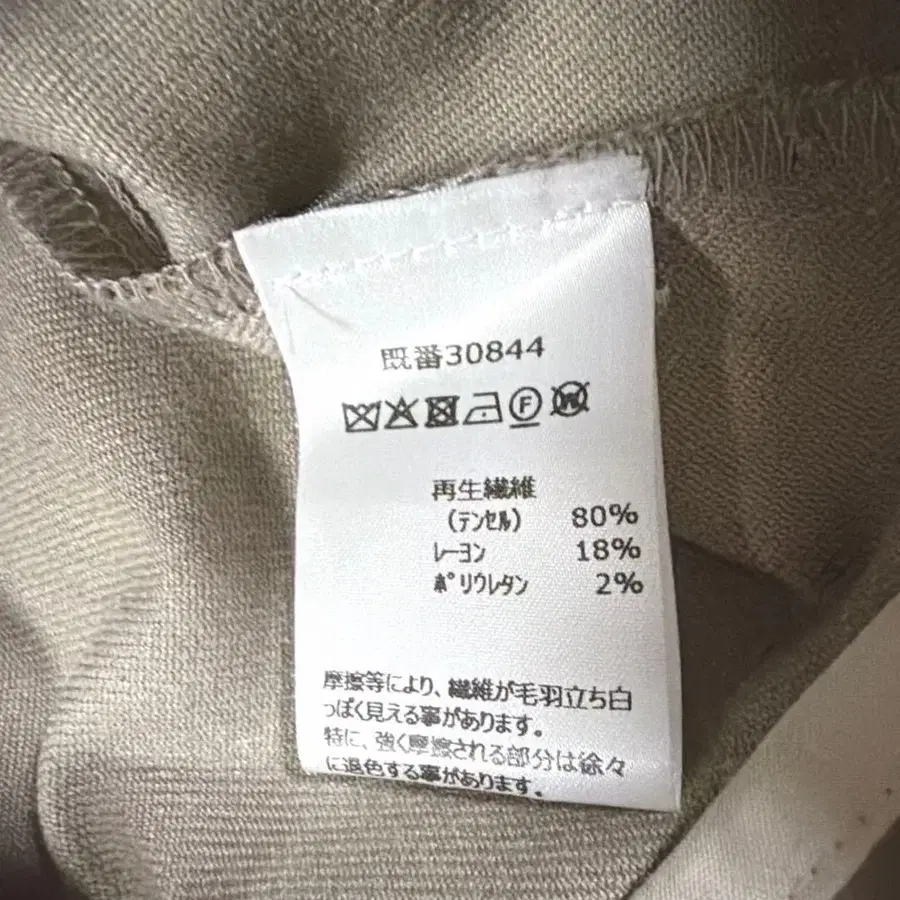 既番30844
F W
再生繊維
(テンセル) 80%
レーヨン 18%
ポリウレタン 2%
摩擦等により、繊維が毛羽立ち白
っぽく見える事があります。
特に、強く摩擦される部分は徐々
に退色する事があります。